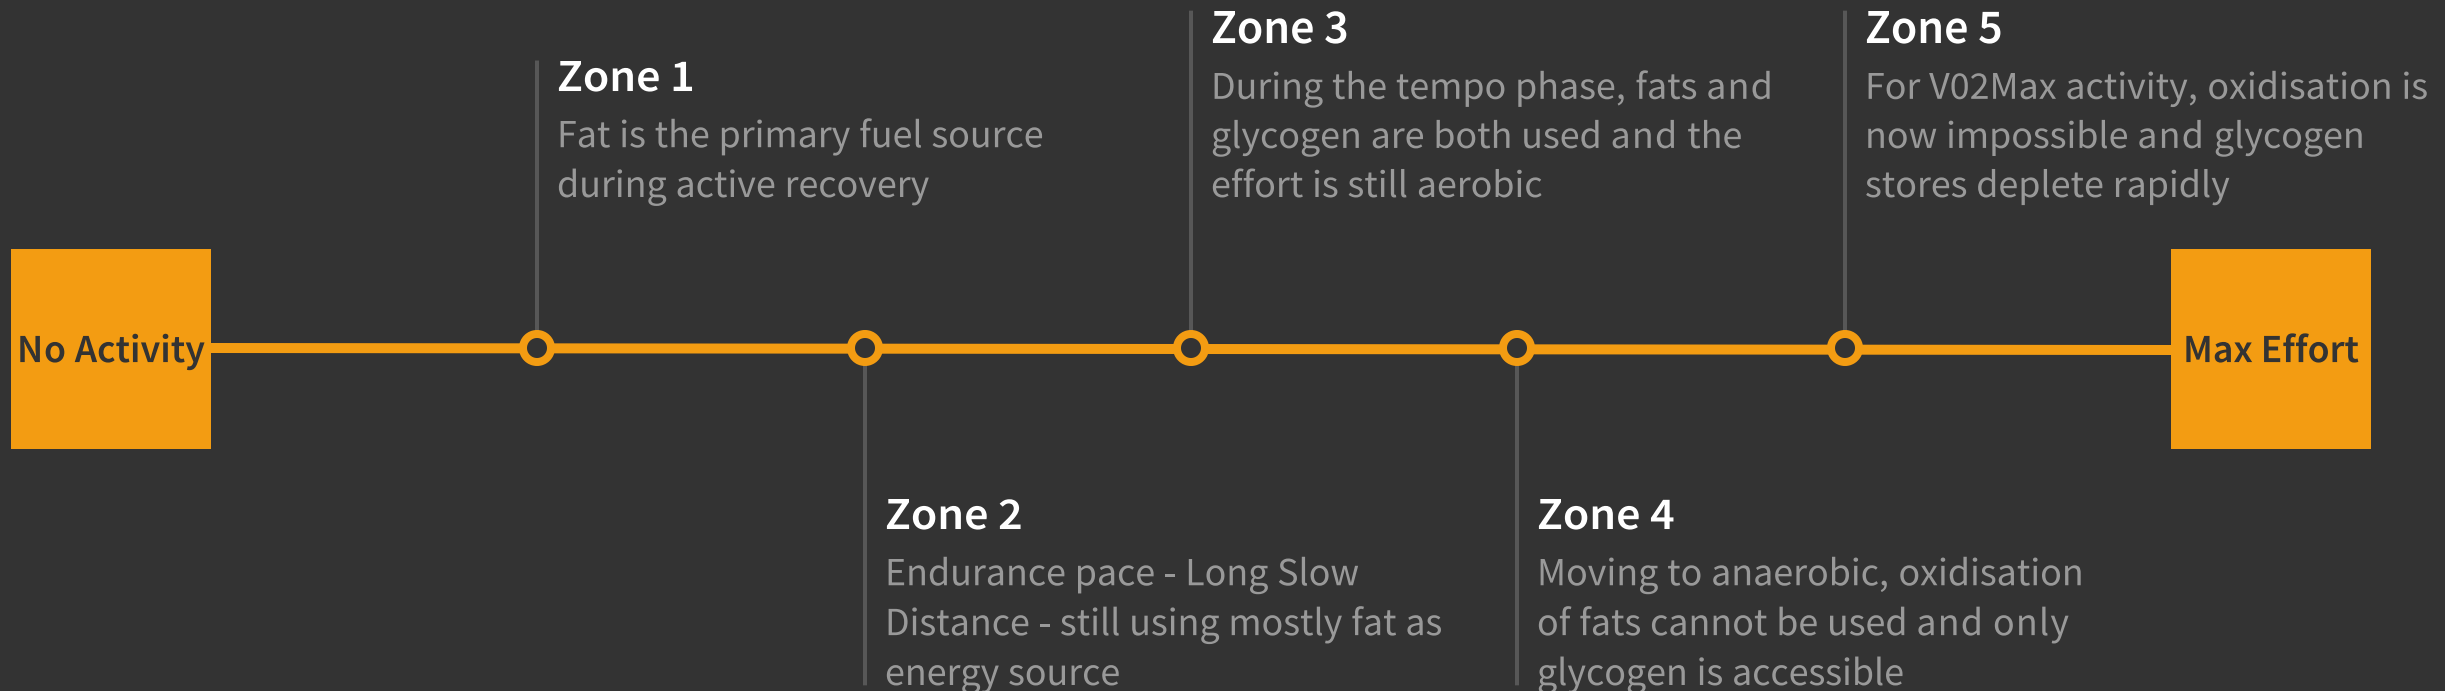 Zone 1
Fat is the primary fuel source
during active recovery
Zone 3
During the tempo phase, fats and
glycogen are both used and the
effort is still aerobic
Zone 5
For V02Max activity, oxidisation is
now impossible and glycogen
stores deplete rapidly
No Activity
Max Effort
Zone 2
Endurance pace - Long Slow
Distance - still using mostly fat as
energy source
Zone 4
Moving to anaerobic, oxidisation
of fats cannot be used and only
glycogen is accessible